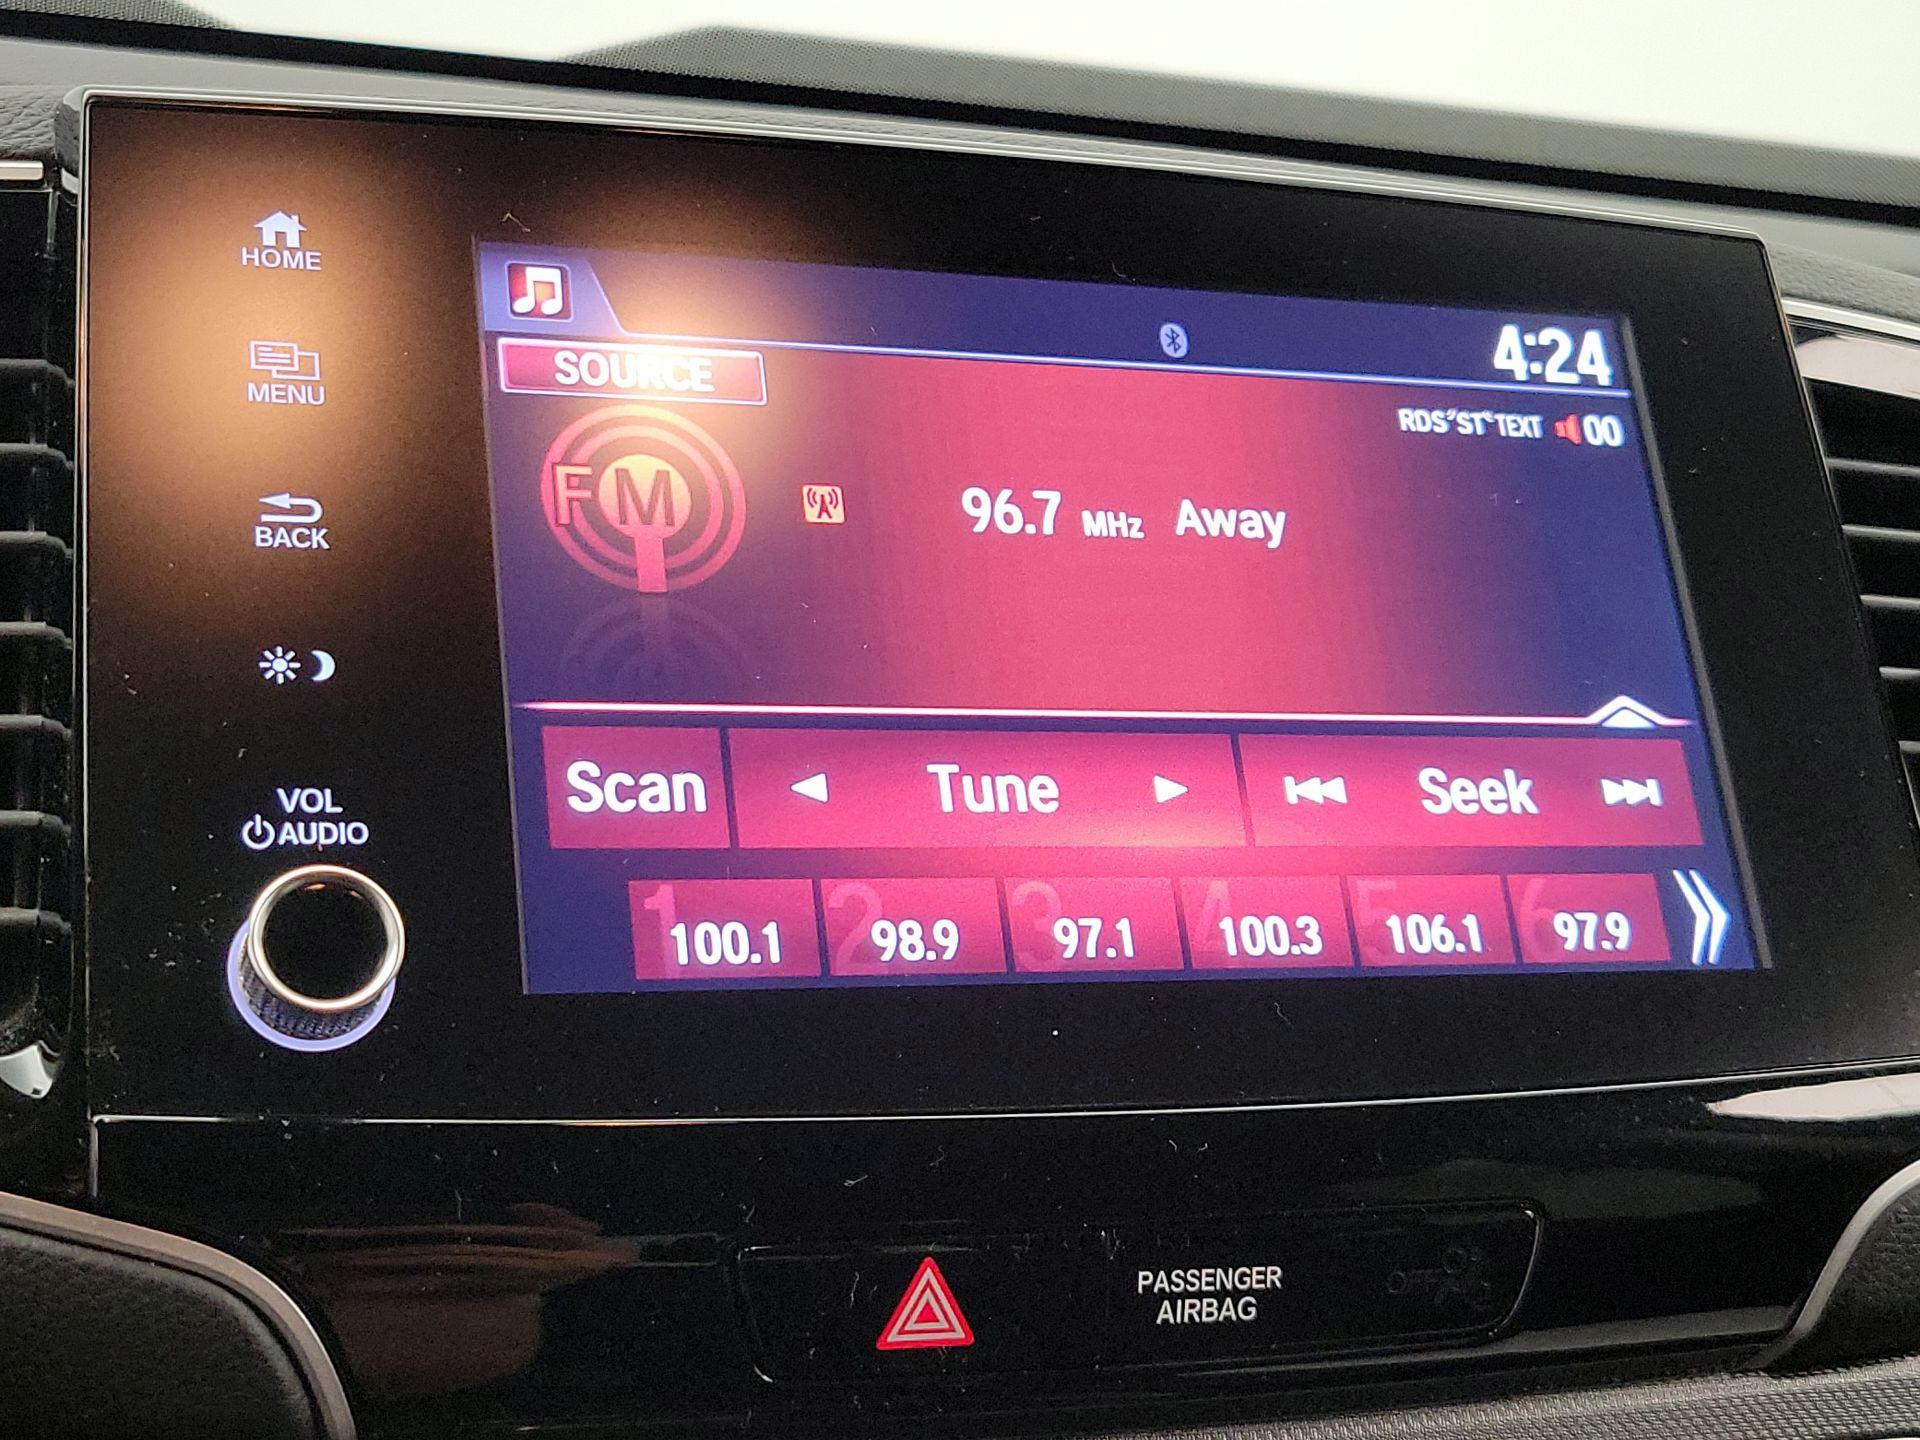 HOME
MENU
BACK
VOL
AUDIO
4:24
SOURCE
RDS ST TEXT 00
FM
96.7 MHz Away
Scan Tune Seek
1 100.1
2 98.9
3 97.1
4 100.3
5 106.1
6 97.9
PASSENGER
AIRBAG
OFF